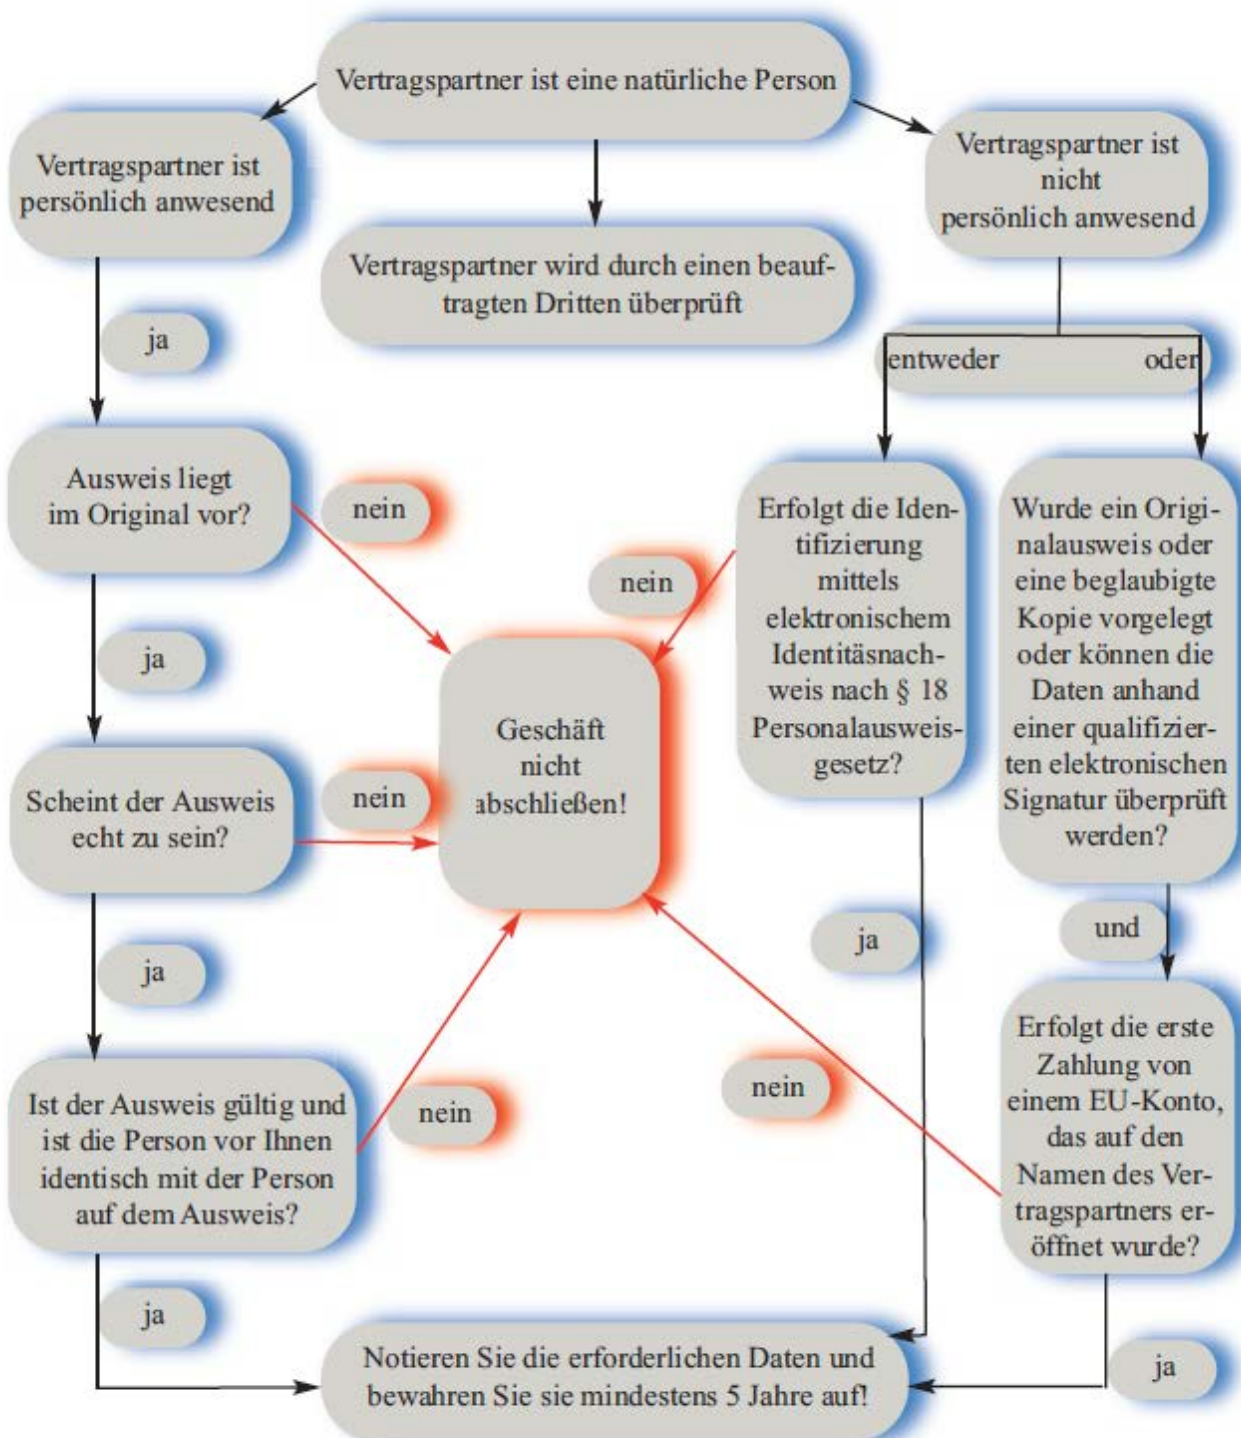 Vertragspartner ist eine natürliche Person
Vertragspartner ist
persönlich anwesend
Vertragspartner ist
nicht
persönlich anwesend
Vertragspartner wird durch einen beauf-
tragten Dritten überprüft
ja
entweder
oder
Ausweis liegt
im Original vor?
nein
nein
Erfolgt die Iden-
tifizierung
mittels
elektronischem
Identitäsnach-
weis nach § 18
Personalausweis-
gesetz?
Wurde ein Origi-
nalausweis oder
eine beglaubigte
Kopie vorgelegt
oder können die
Daten anhand
einer qualifizier-
ten elektronischen
Signatur überprüft
werden?
ja
Geschäft
nicht
abschließen!
Scheint der Ausweis
echt zu sein?
nein
ja
ja
und
Ist der Ausweis gültig und
ist die Person vor Ihnen
identisch mit der Person
auf dem Ausweis?
nein
nein
Erfolgt die erste
Zahlung von
einem EU-Konto,
das auf den
Namen des Ver-
tragspartners er-
öffnet wurde?
ja
Notieren Sie die erforderlichen Daten und
bewahren Sie sie mindestens 5 Jahre auf!
ja